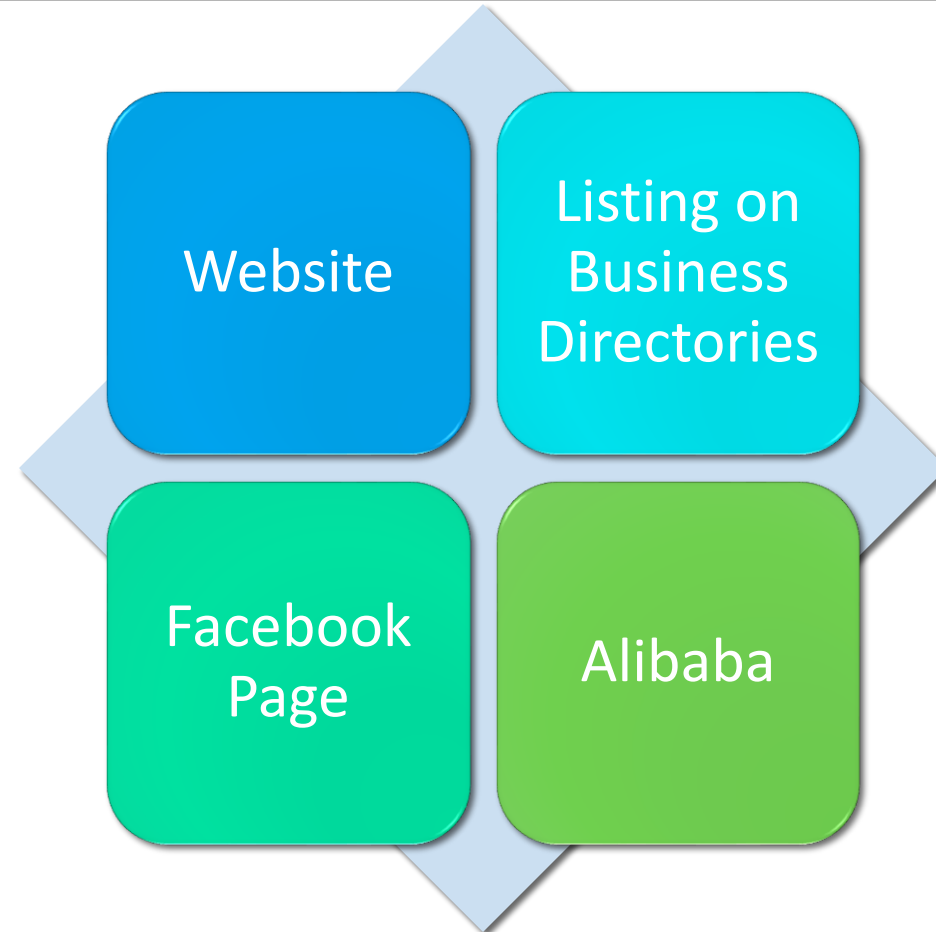 Website
Listing on
Business
Directories
Facebook
Page
Alibaba